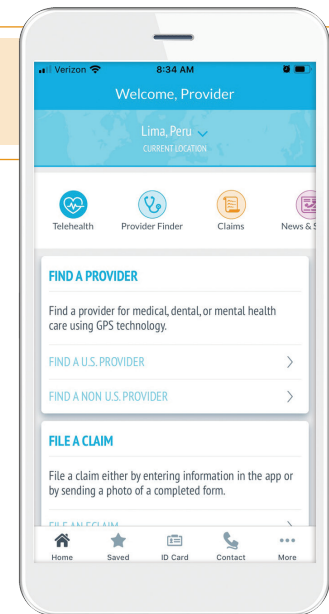 Verizon
8:34 AM
Welcome, Provider
Lima, Peru
CURRENT LOCATION
Telehealth
Provider Finder
Claims
News & S
FIND A PROVIDER
Find a provider for medical, dental, or mental health
care using GPS technology.
FIND A U.S. PROVIDER
FIND A NON U.S. PROVIDER
FILE A CLAIM
File a claim either by entering information in the app or
by sending a photo of a completed form.
FILE AN ECLAIM
Home
Saved
ID Card
Contact
More